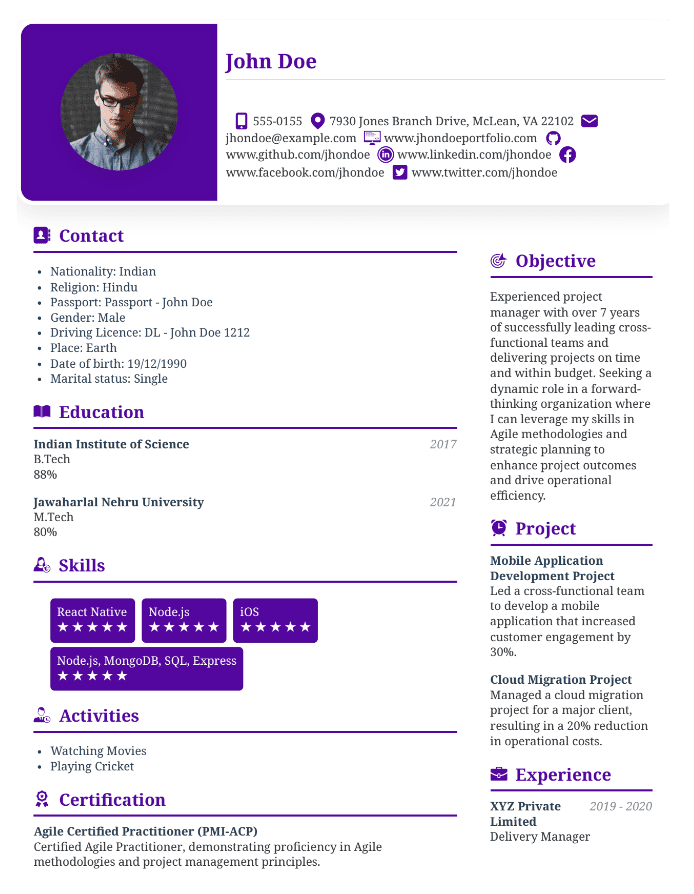 John Doe
555-0155 7930 Jones Branch Drive, McLean, VA 22102
jhondoe@example.com www.jhondoeportfolio.com
www.github.com/jhondoe www.linkedin.com/jhondoe
www.facebook.com/jhondoe www.twitter.com/jhondoe
Contact
• Nationality: Indian
• Religion: Hindu
• Passport: Passport - John Doe
• Gender: Male
• Driving Licence: DL - John Doe 1212
• Place: Earth
• Date of birth: 19/12/1990
• Marital status: Single
Education
Indian Institute of Science 2017
B.Tech
88%
Jawaharlal Nehru University 2021
M.Tech
80%
Skills
React Native Node.js iOS
★★★★★ ★★★★★ ★★★★★
Node.js, MongoDB, SQL, Express
★★★★★
Activities
• Watching Movies
• Playing Cricket
Certification
Agile Certified Practitioner (PMI-ACP)
Certified Agile Practitioner, demonstrating proficiency in Agile
methodologies and project management principles.
Objective
Experienced project
manager with over 7 years
of successfully leading cross-
functional teams and
delivering projects on time
and within budget. Seeking a
dynamic role in a forward-
thinking organization where
I can leverage my skills in
Agile methodologies and
strategic planning to
enhance project outcomes
and drive operational
efficiency.
Project
Mobile Application
Development Project
Led a cross-functional team
to develop a mobile
application that increased
customer engagement by
30%.
Cloud Migration Project
Managed a cloud migration
project for a major client,
resulting in a 20% reduction
in operational costs.
Experience
XYZ Private 2019 - 2020
Limited
Delivery Manager